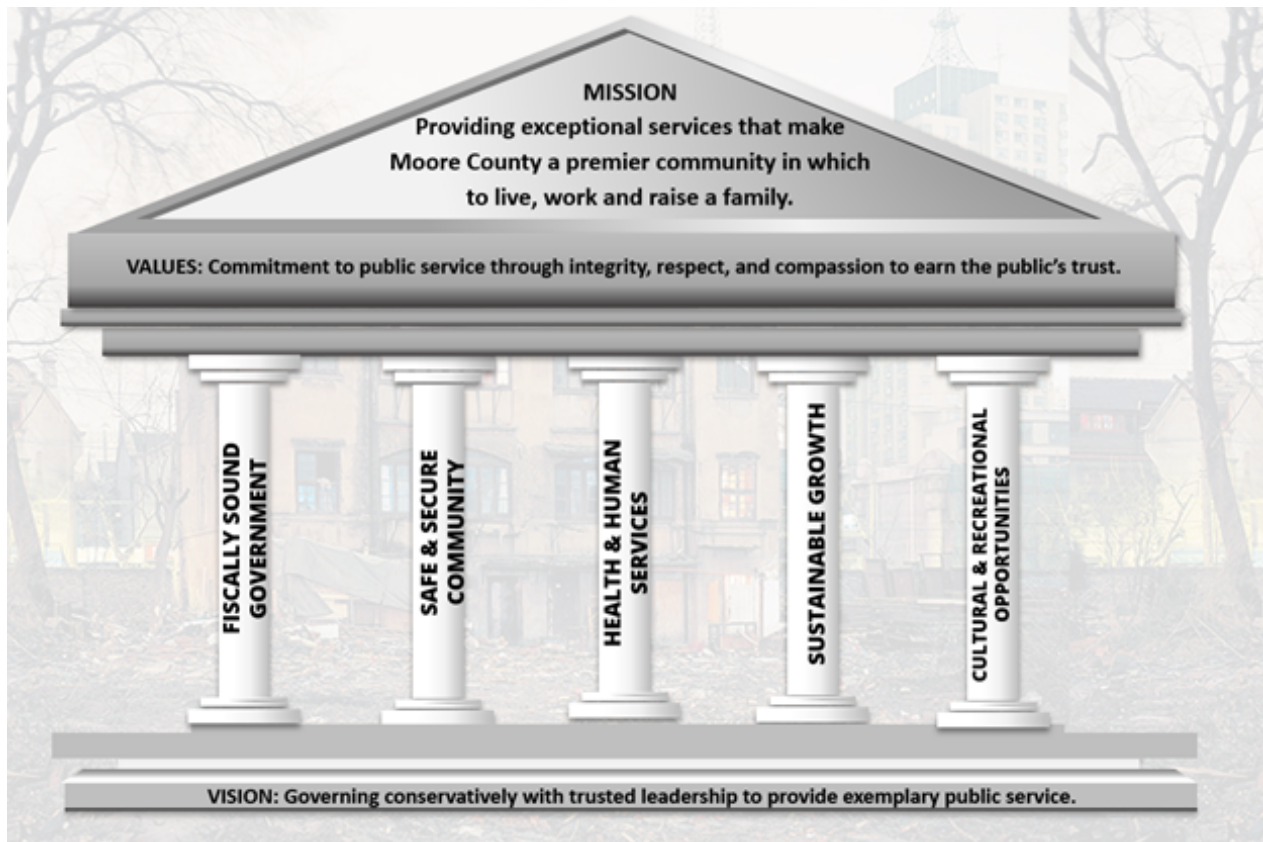 MISSION
Providing exceptional services that make
Moore County a premier community in which
to live, work and raise a family.
VALUES: Commitment to public service through integrity, respect, and compassion to earn the public's trust.
FISCALLY SOUND
GOVERNMENT
SAFE & SECURE
COMMUNITY
HEALTH & HUMAN
SERVICES
SUSTAINABLE GROWTH
CULTURAL & RECREATIONAL
OPPORTUNITIES
VISION: Governing conservatively with trusted leadership to provide exemplary public service.